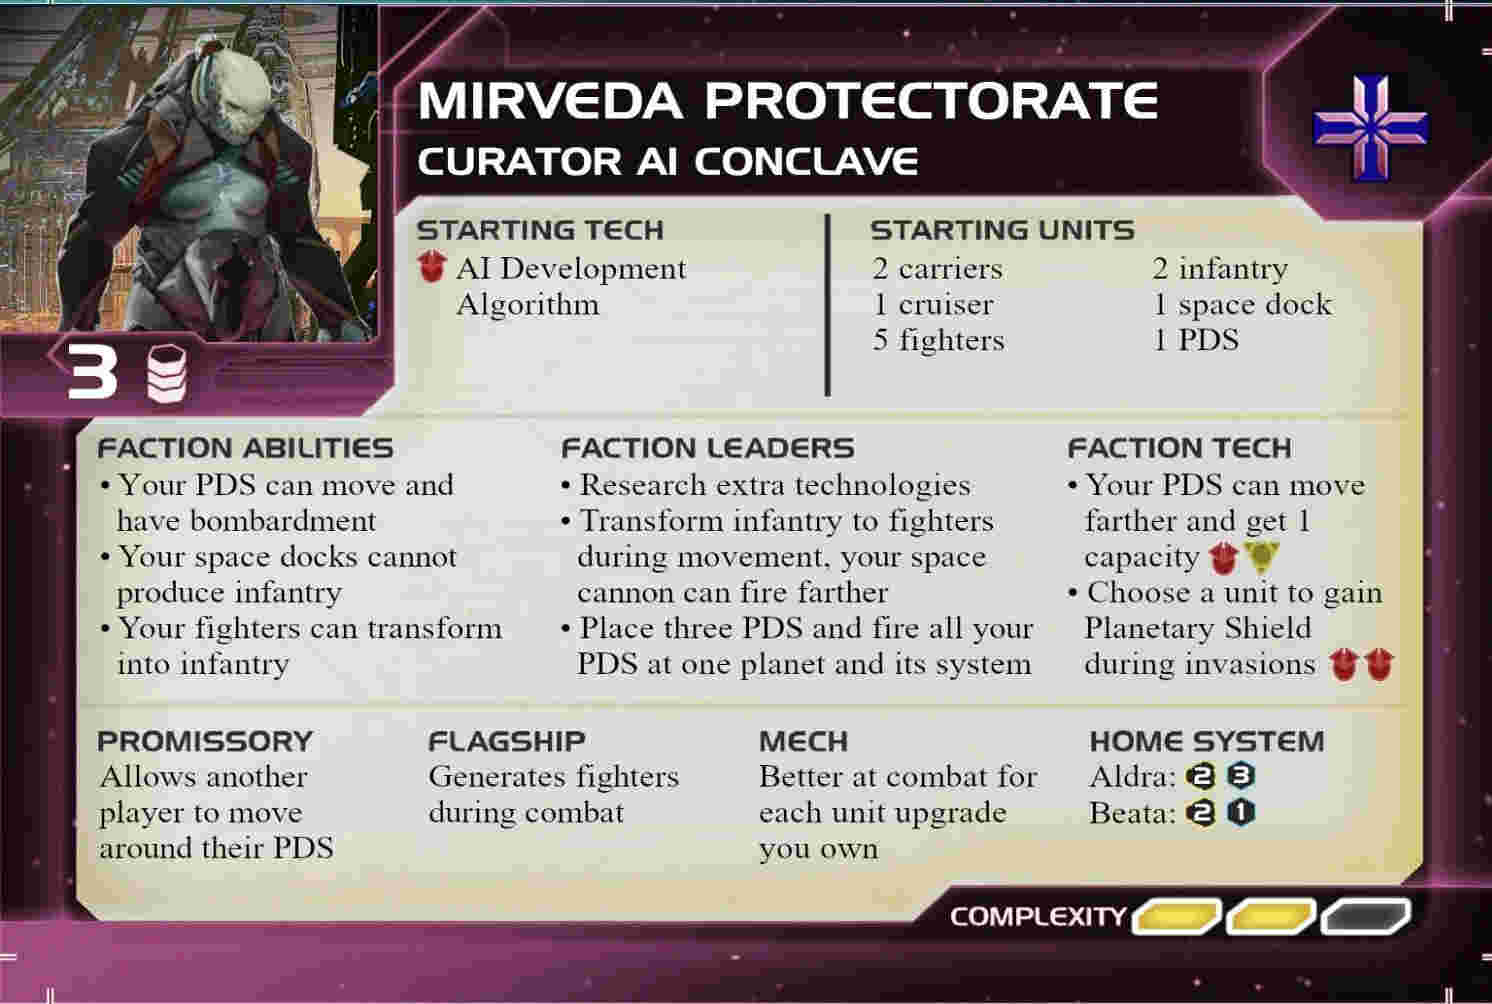 MIRVEDA PROTECTORATE
CURATOR AI CONCLAVE
3
STARTING TECH
AI Development
Algorithm
STARTING UNITS
2 carriers
1 cruiser
5 fighters
2 infantry
1 space dock
1 PDS
FACTION ABILITIES
• Your PDS can move and
have bombardment
• Your space docks cannot
produce infantry
• Your fighters can transform
into infantry
FACTION LEADERS
• Research extra technologies
• Transform infantry to fighters
during movement, your space
cannon can fire farther
• Place three PDS and fire all your
PDS at one planet and its system
FACTION TECH
• Your PDS can move
farther and get 1
capacity
• Choose a unit to gain
Planetary Shield
during invasions
PROMISSORY
Allows another
player to move
around their PDS
FLAGSHIP
Generates fighters
during combat
MECH
Better at combat for
each unit upgrade
you own
HOME SYSTEM
Aldra: 2 3
Beata: 2 1
COMPLEXITY